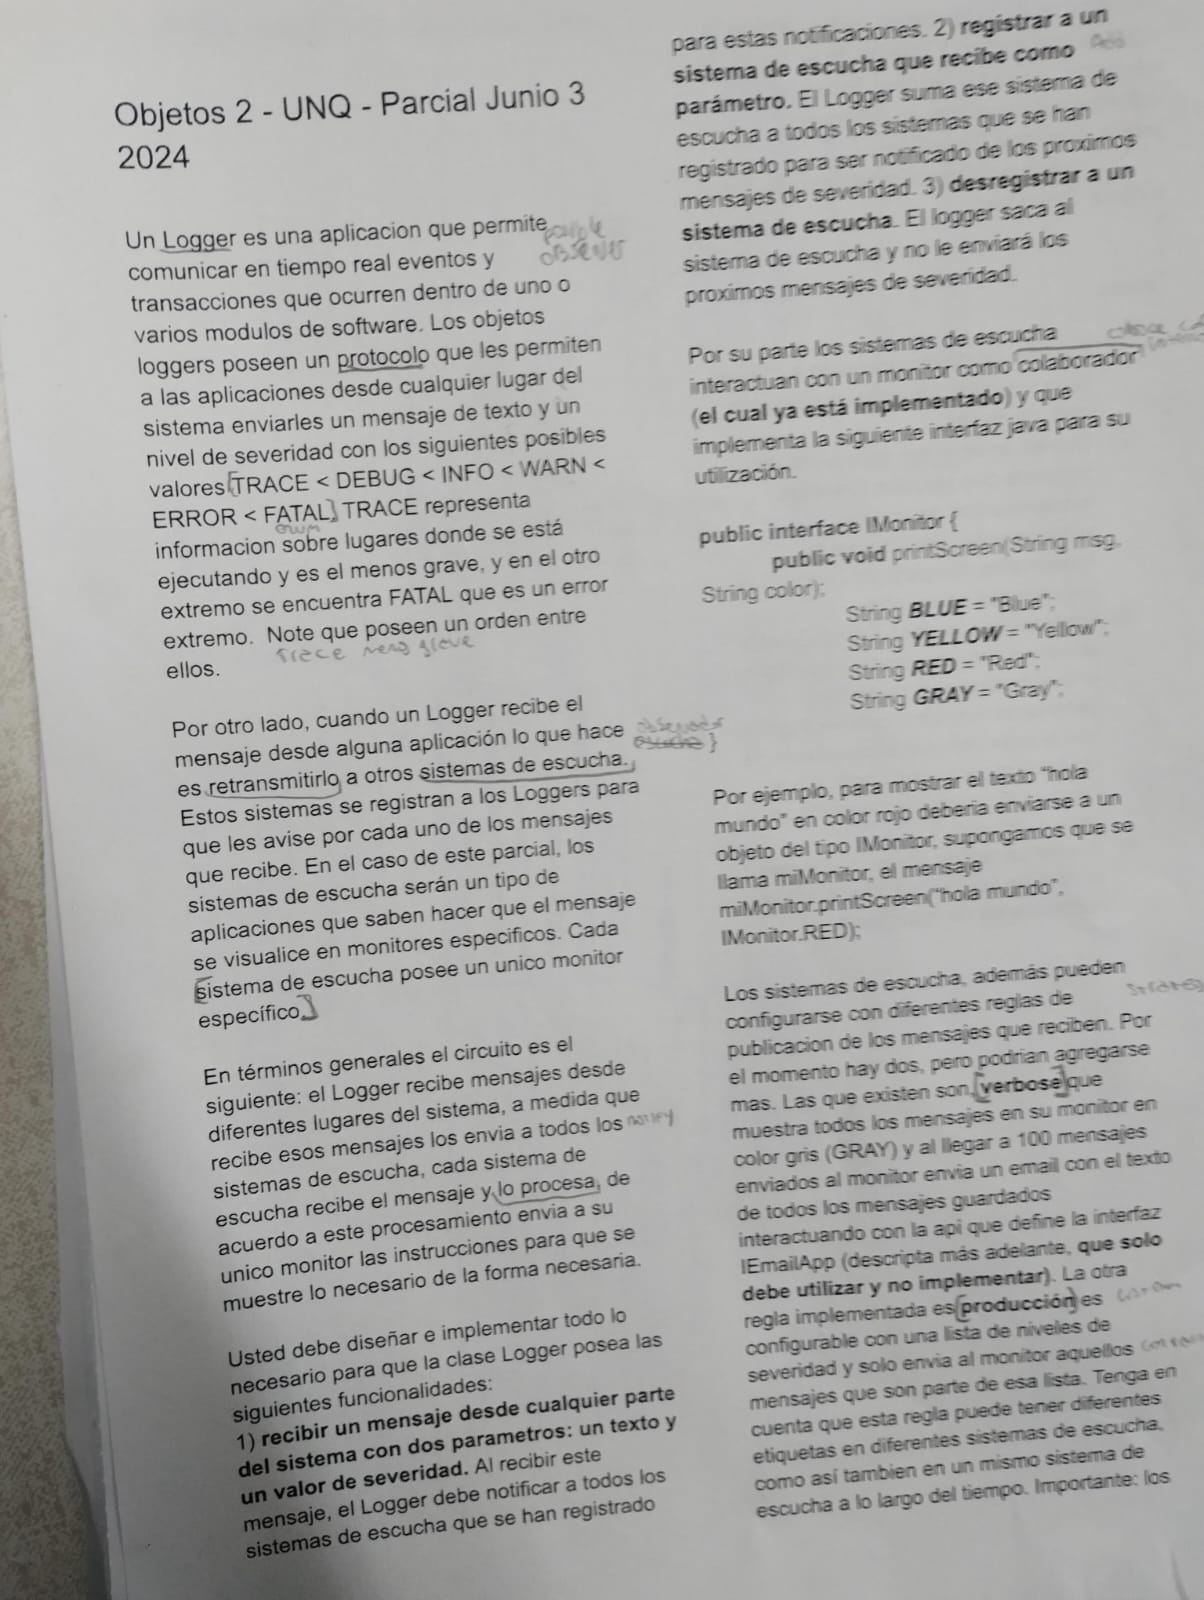 Objetos 2 - UNQ - Parcial Junio 3
2024
Un Logger es una aplicacion que permite
observer
comunicar en tiempo real eventos y
transacciones que ocurren dentro de uno o
varios modulos de software. Los objetos
loggers poseen un protocolo que les permiten
a las aplicaciones desde cualquier lugar del
sistema enviarles un mensaje de texto y un
nivel de severidad con los siguientes posibles
valores TRACE < DEBUG < INFO < WARN <
ERROR < FATAL. TRACE representa
enum
informacion sobre lugares donde se está
ejecutando y es el menos grave, y en el otro
extremo se encuentra FATAL que es un error
extremo. Note que poseen un orden entre
trace menos grave
ellos.
Por otro lado, cuando un Logger recibe el
mensaje desde alguna aplicación lo que hace
observador
escucha }
es retransmitirlo a otros sistemas de escucha.
Estos sistemas se registran a los Loggers para
que les avise por cada uno de los mensajes
que recibe. En el caso de este parcial, los
sistemas de escucha serán un tipo de
aplicaciones que saben hacer que el mensaje
se visualice en monitores especificos. Cada
sistema de escucha posee un unico monitor
específico.
En términos generales el circuito es el
siguiente: el Logger recibe mensajes desde
diferentes lugares del sistema, a medida que
recibe esos mensajes los envia a todos los notify
sistemas de escucha, cada sistema de
escucha recibe el mensaje y lo procesa, de
acuerdo a este procesamiento envia a su
unico monitor las instrucciones para que se
muestre lo necesario de la forma necesaria.
Usted debe diseñar e implementar todo lo
necesario para que la clase Logger posea las
siguientes funcionalidades:
1) recibir un mensaje desde cualquier parte
del sistema con dos parametros: un texto y
un valor de severidad. Al recibir este
mensaje, el Logger debe notificar a todos los
sistemas de escucha que se han registrado
para estas notificaciones. 2) registrar a un
sistema de escucha que recibe como Add
parámetro. El Logger suma ese sistema de
escucha a todos los sistemas que se han
registrado para ser notificado de los proximos
mensajes de severidad. 3) desregistrar a un
sistema de escucha. El logger saca al
sistema de escucha y no le enviará los
proximos mensajes de severidad.
Por su parte los sistemas de escucha
interactuan con un monitor como colaborador
(el cual ya está implementado) y que
implementa la siguiente interfaz java para su
utilización.
public interface IMonitor {
public void printScreen(String msg,
String color);
String BLUE = "Blue";
String YELLOW = "Yellow";
String RED = "Red";
String GRAY = "Gray";
Por ejemplo, para mostrar el texto "hola
mundo" en color rojo deberia enviarse a un
objeto del tipo IMonitor, supongamos que se
llama miMonitor, el mensaje
miMonitor.printScreen("hola mundo",
IMonitor.RED);
Los sistemas de escucha, además pueden
configurarse con diferentes reglas de
publicacion de los mensajes que reciben. Por
el momento hay dos, pero podrian agregarse
mas. Las que existen son, verbose que
muestra todos los mensajes en su monitor en
color gris (GRAY) y al llegar a 100 mensajes
enviados al monitor envia un email con el texto
de todos los mensajes guardados
interactuando con la api que define la interfaz
IEmailApp (descripta más adelante, que solo
debe utilizar y no implementar). La otra
regla implementada es producción es
configurable con una lista de niveles de
severidad y solo envia al monitor aquellos
mensajes que son parte de esa lista. Tenga en
cuenta que esta regla puede tener diferentes
etiquetas en diferentes sistemas de escucha,
como así tambien en un mismo sistema de
escucha a lo largo del tiempo. Importante: los